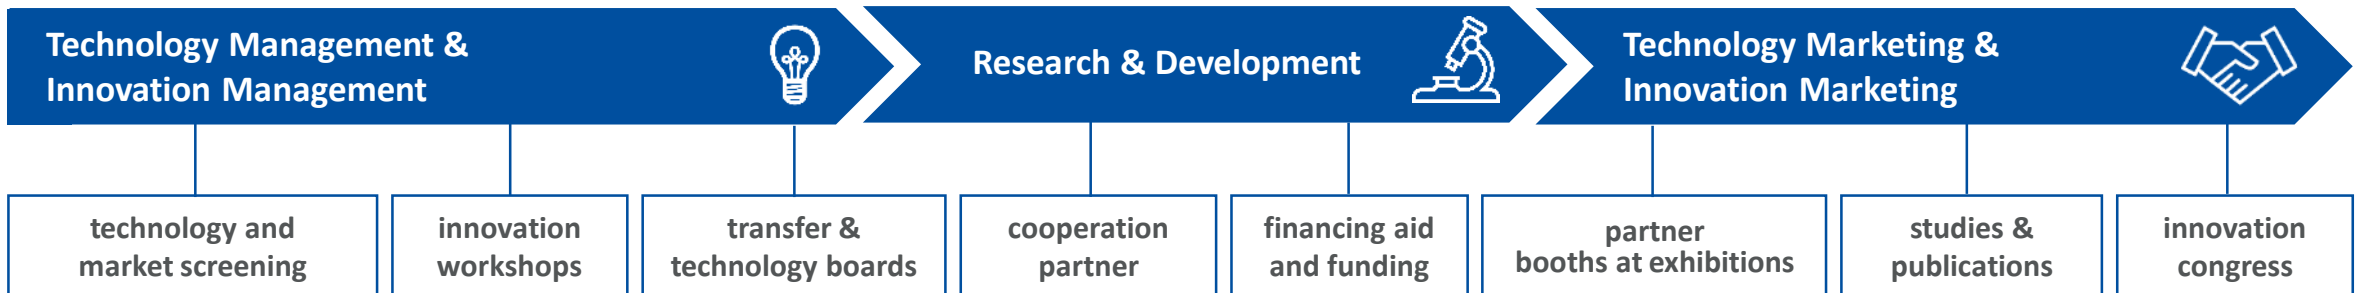 Technology Management &
Innovation Management
Research & Development
Technology Marketing &
Innovation Marketing
technology and
market screening
innovation
workshops
transfer &
technology boards
cooperation
partner
financing aid
and funding
partner
booths at exhibitions
studies &
publications
innovation
congress